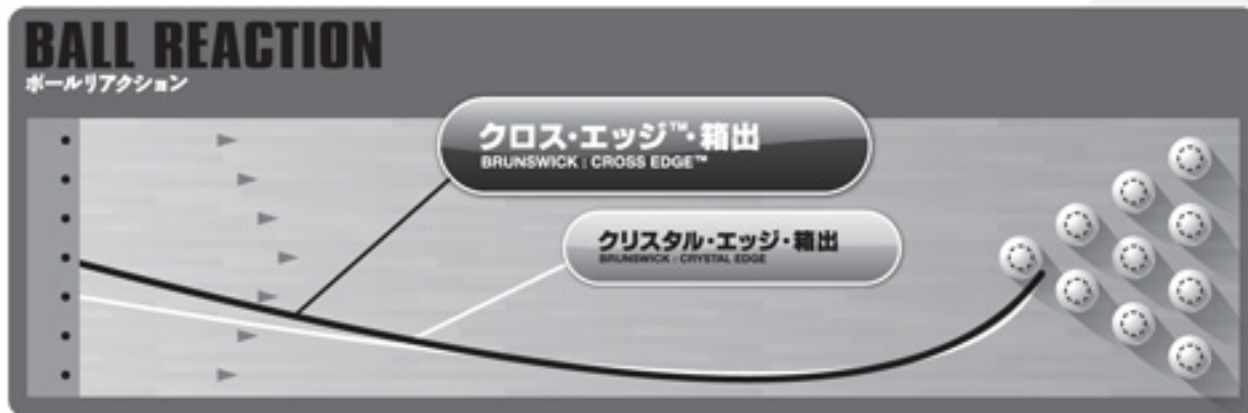 BALL REACTION
ボールリアクション
クロス・エッジ™・箱出
BRUNSWICK : CROSS EDGE™
クリスタル・エッジ・箱出
BRUNSWICK : CRYSTAL EDGE